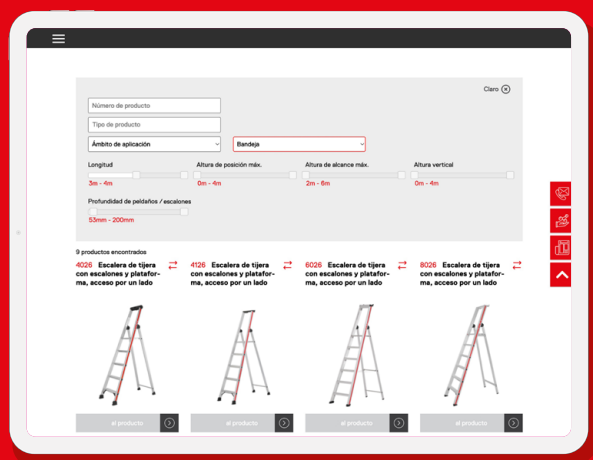 Claro
Número de producto
Tipo de producto
Ámbito de aplicación
Bandeja
Longitud
Altura de posición máx.
Altura de alcance máx.
Altura vertical
3m - 4m
0m - 4m
2m - 6m
0m - 4m
Profundidad de peldaños / escalones
53mm - 200mm
9 productos encontrados
4026 Escalera de tijera
con escalones y platafor-
ma, acceso por un lado
4126 Escalera de tijera
con escalones y platafor-
ma, acceso por un lado
6026 Escalera de tijera
con escalones y platafor-
ma, acceso por un lado
8026 Escalera de tijera
con escalones y platafor-
ma, acceso por un lado
al producto
al producto
al producto
al producto